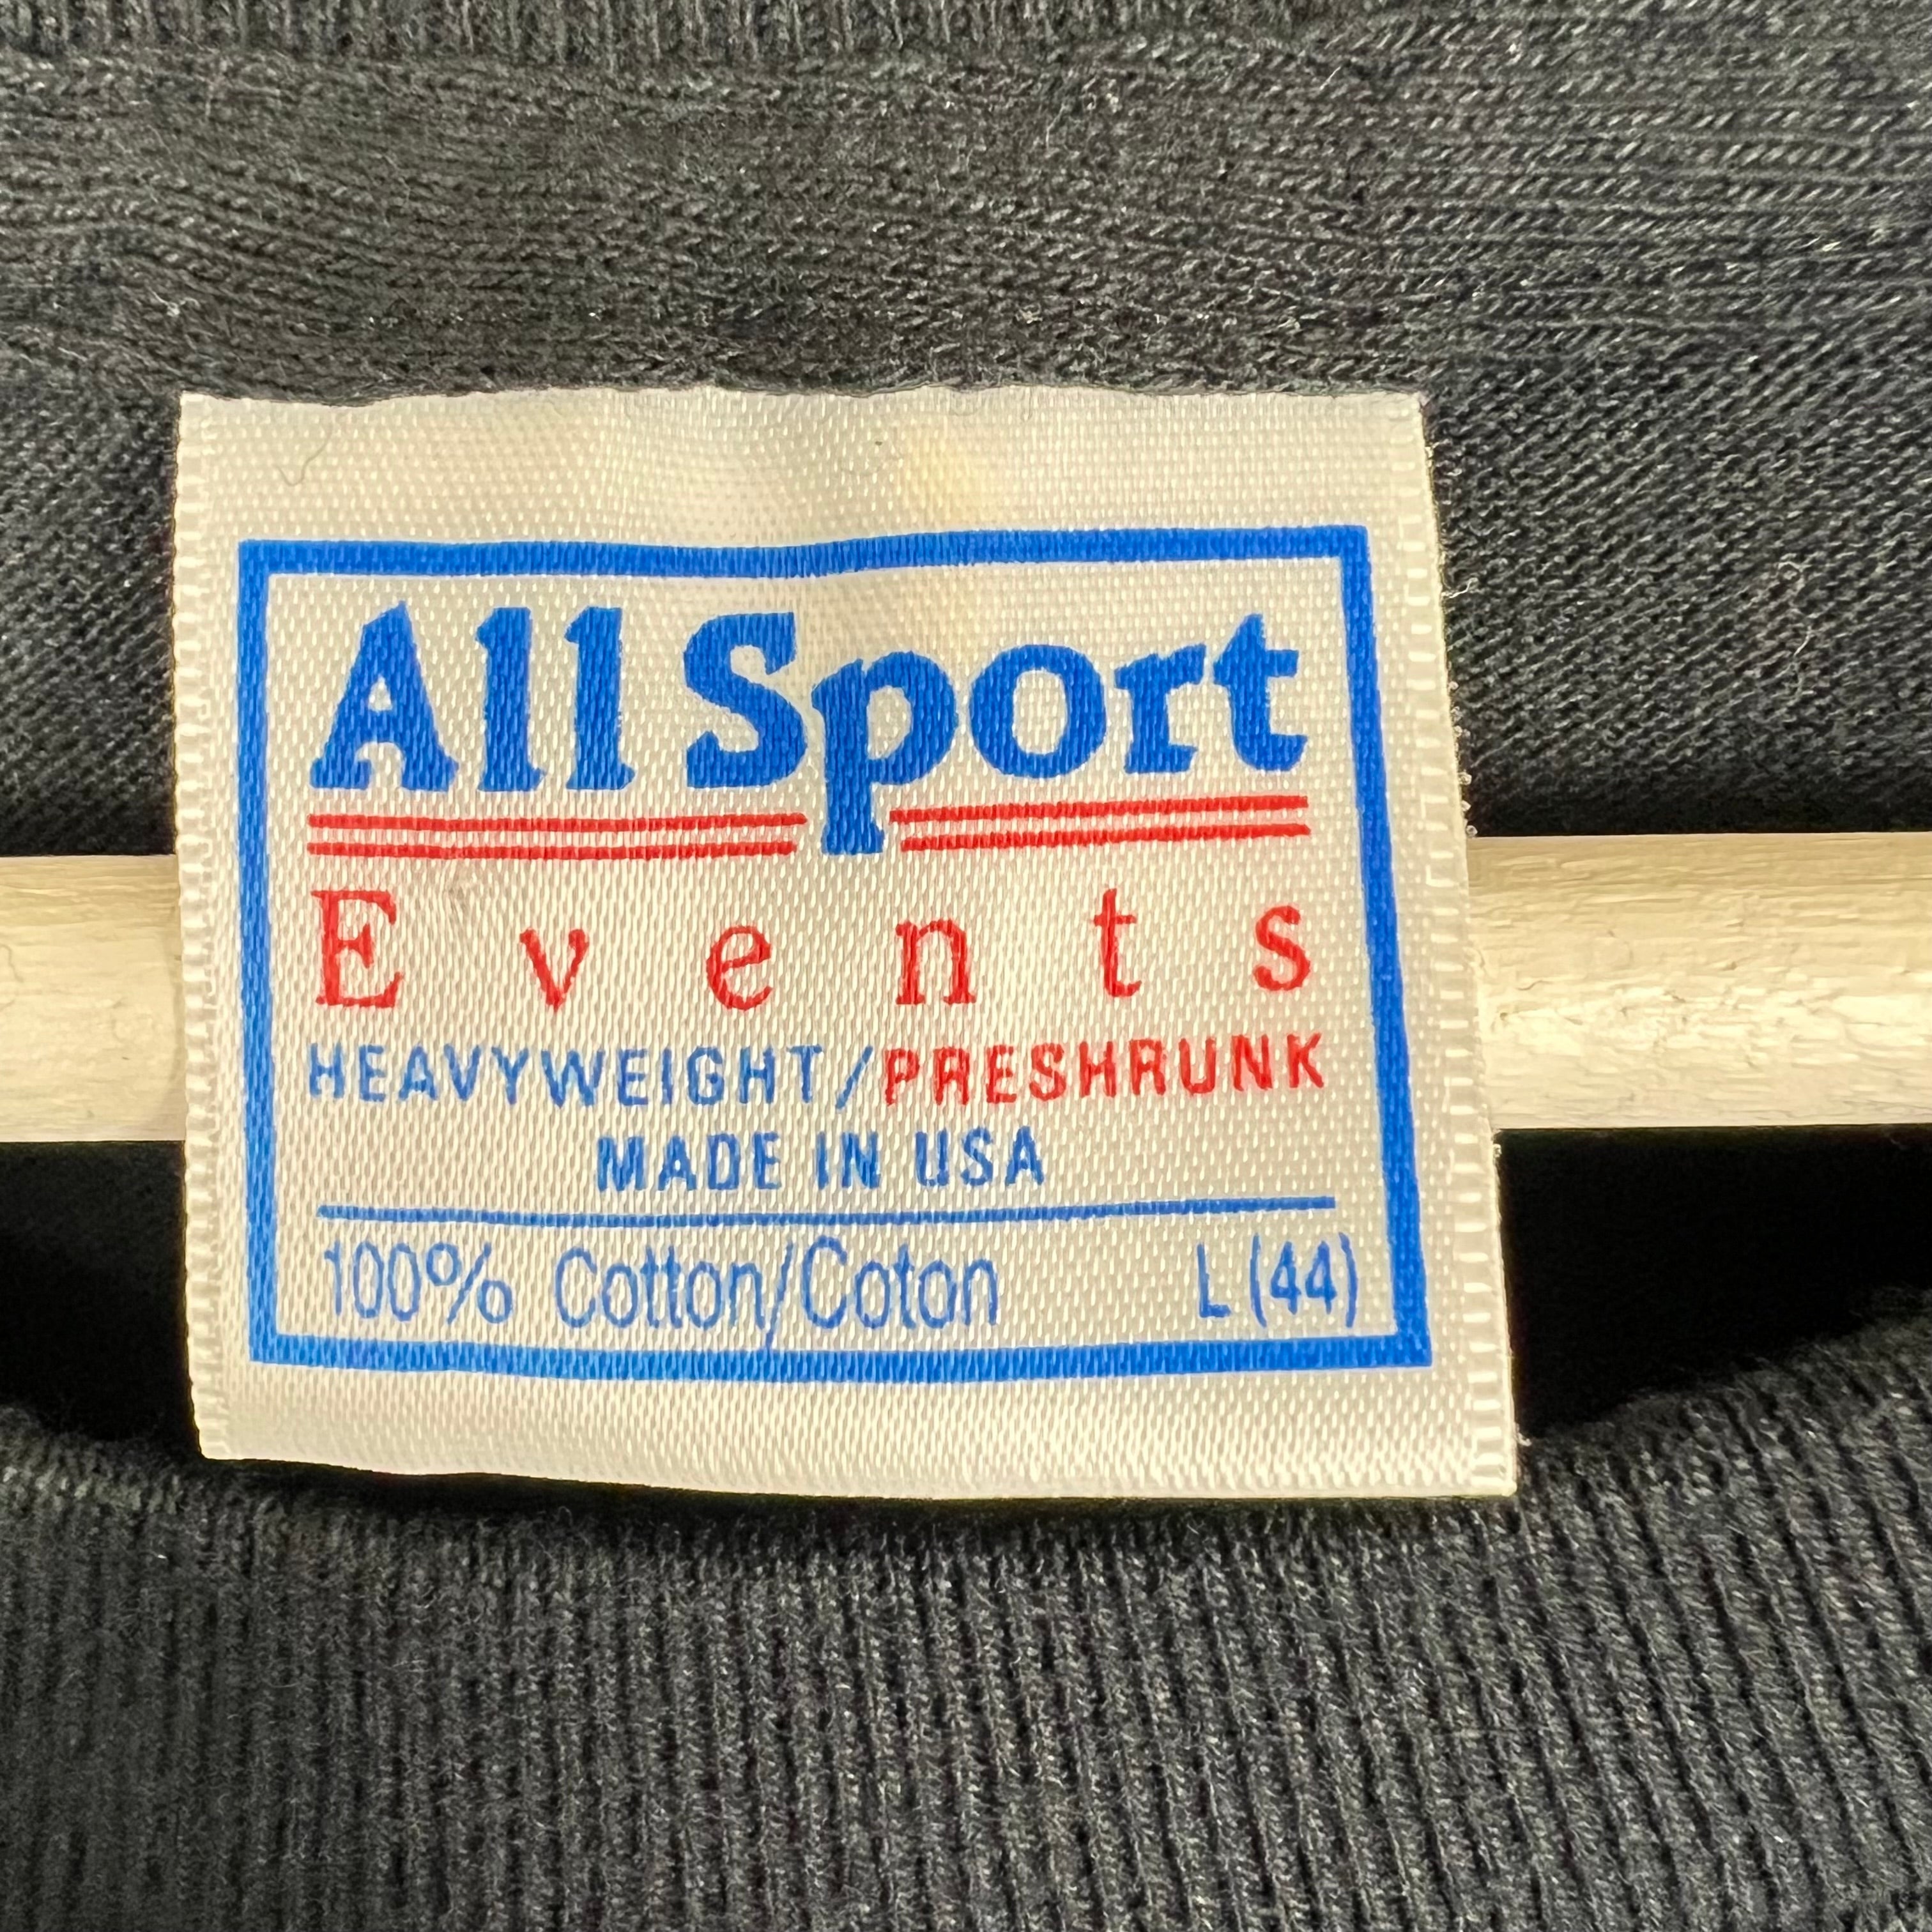 All Sport
Events
HEAVYWEIGHT/PRESHRUNK
MADE IN USA
100% Cotton/Coton L (44)